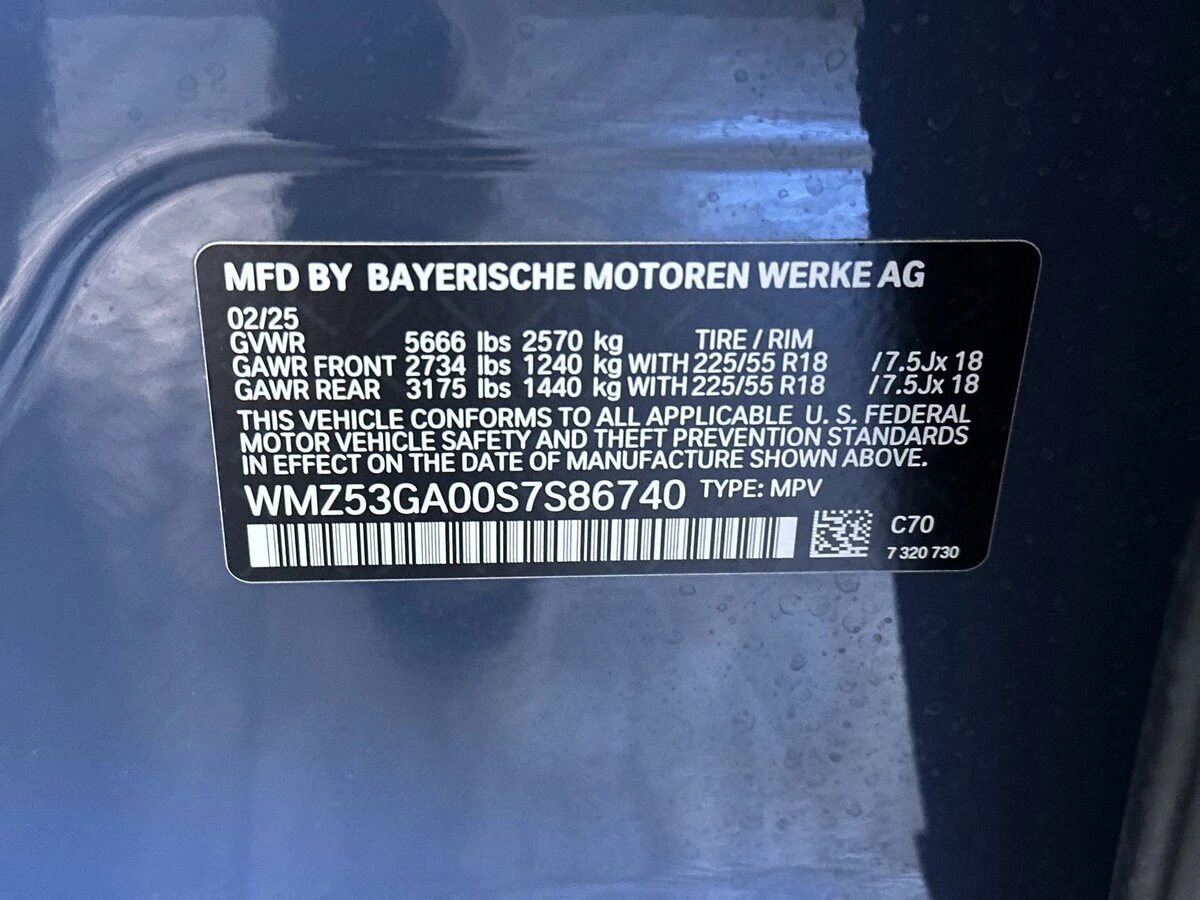 MFD BY BAYERISCHE MOTOREN WERKE AG
02/25
GVWR 5666 lbs 2570 kg TIRE / RIM
GAWR FRONT 2734 lbs 1240 kg WITH 225/55 R18 /7.5Jx 18
GAWR REAR 3175 lbs 1440 kg WITH 225/55 R18 /7.5Jx 18
THIS VEHICLE CONFORMS TO ALL APPLICABLE U. S. FEDERAL
MOTOR VEHICLE SAFETY AND THEFT PREVENTION STANDARDS
IN EFFECT ON THE DATE OF MANUFACTURE SHOWN ABOVE.
WMZ53GA00S7S86740 TYPE: MPV
C70
7 320 730